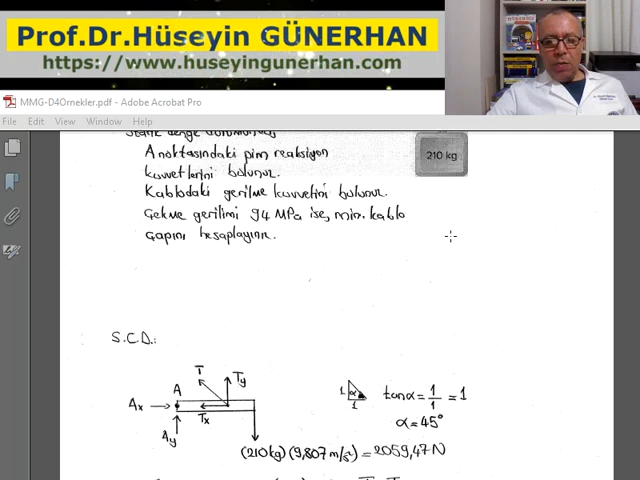 Prof.Dr.Hüseyin GÜNERHAN
https://www.huseyingunerhan.com
MMG-D4Ornekler.pdf - Adobe Acrobat Pro
File Edit View Window Help
210 kg
A noktasındaki pim reaksiyon
kuvvetlerini bulunuz.
Kablodaki gerilme kuvvetini bulunuz.
Çekme gerilimi 94 MPa ise, min. kablo
çapını hesaplayınız.
S.C.D.:
T
Ty
A
Ax
Tx
Ay
1
α
1
tanα = 1/1 = 1
α = 45°
(210 kg) (9,807 m/s²) = 2059,47 N